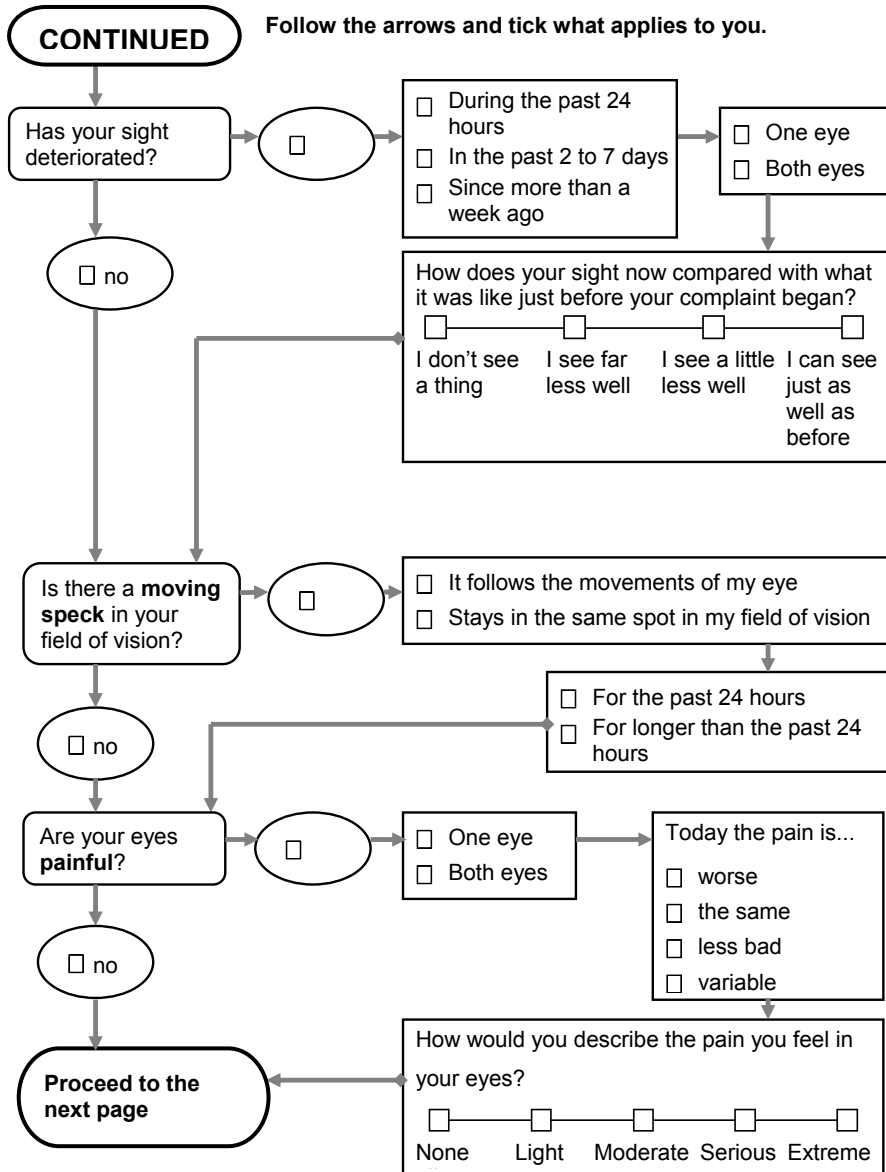 CONTINUED
Follow the arrows and tick what applies to you.
Has your sight
deteriorated?
During the past 24
hours
In the past 2 to 7 days
Since more than a
week ago
One eye
Both eyes
no
How does your sight now compared with what
it was like just before your complaint began?
I don't see
a thing
I see far
less well
I see a little
less well
I can see
just as
well as
before
Is there a moving
speck in your
field of vision?
It follows the movements of my eye
Stays in the same spot in my field of vision
For the past 24 hours
For longer than the past 24
hours
no
Are your eyes
painful?
One eye
Both eyes
Today the pain is...
worse
the same
less bad
variable
no
How would you describe the pain you feel in
your eyes?
None
Light
Moderate
Serious
Extreme
Proceed to the
next page